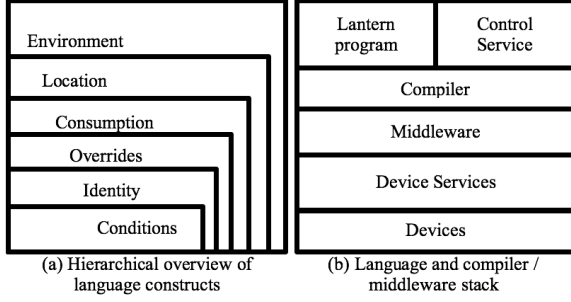 Environment
Location
Consumption
Overrides
Identity
Conditions
(a) Hierarchical overview of
language constructs
Lantern
program
Control
Service
Compiler
Middleware
Device Services
Devices
(b) Language and compiler /
middleware stack